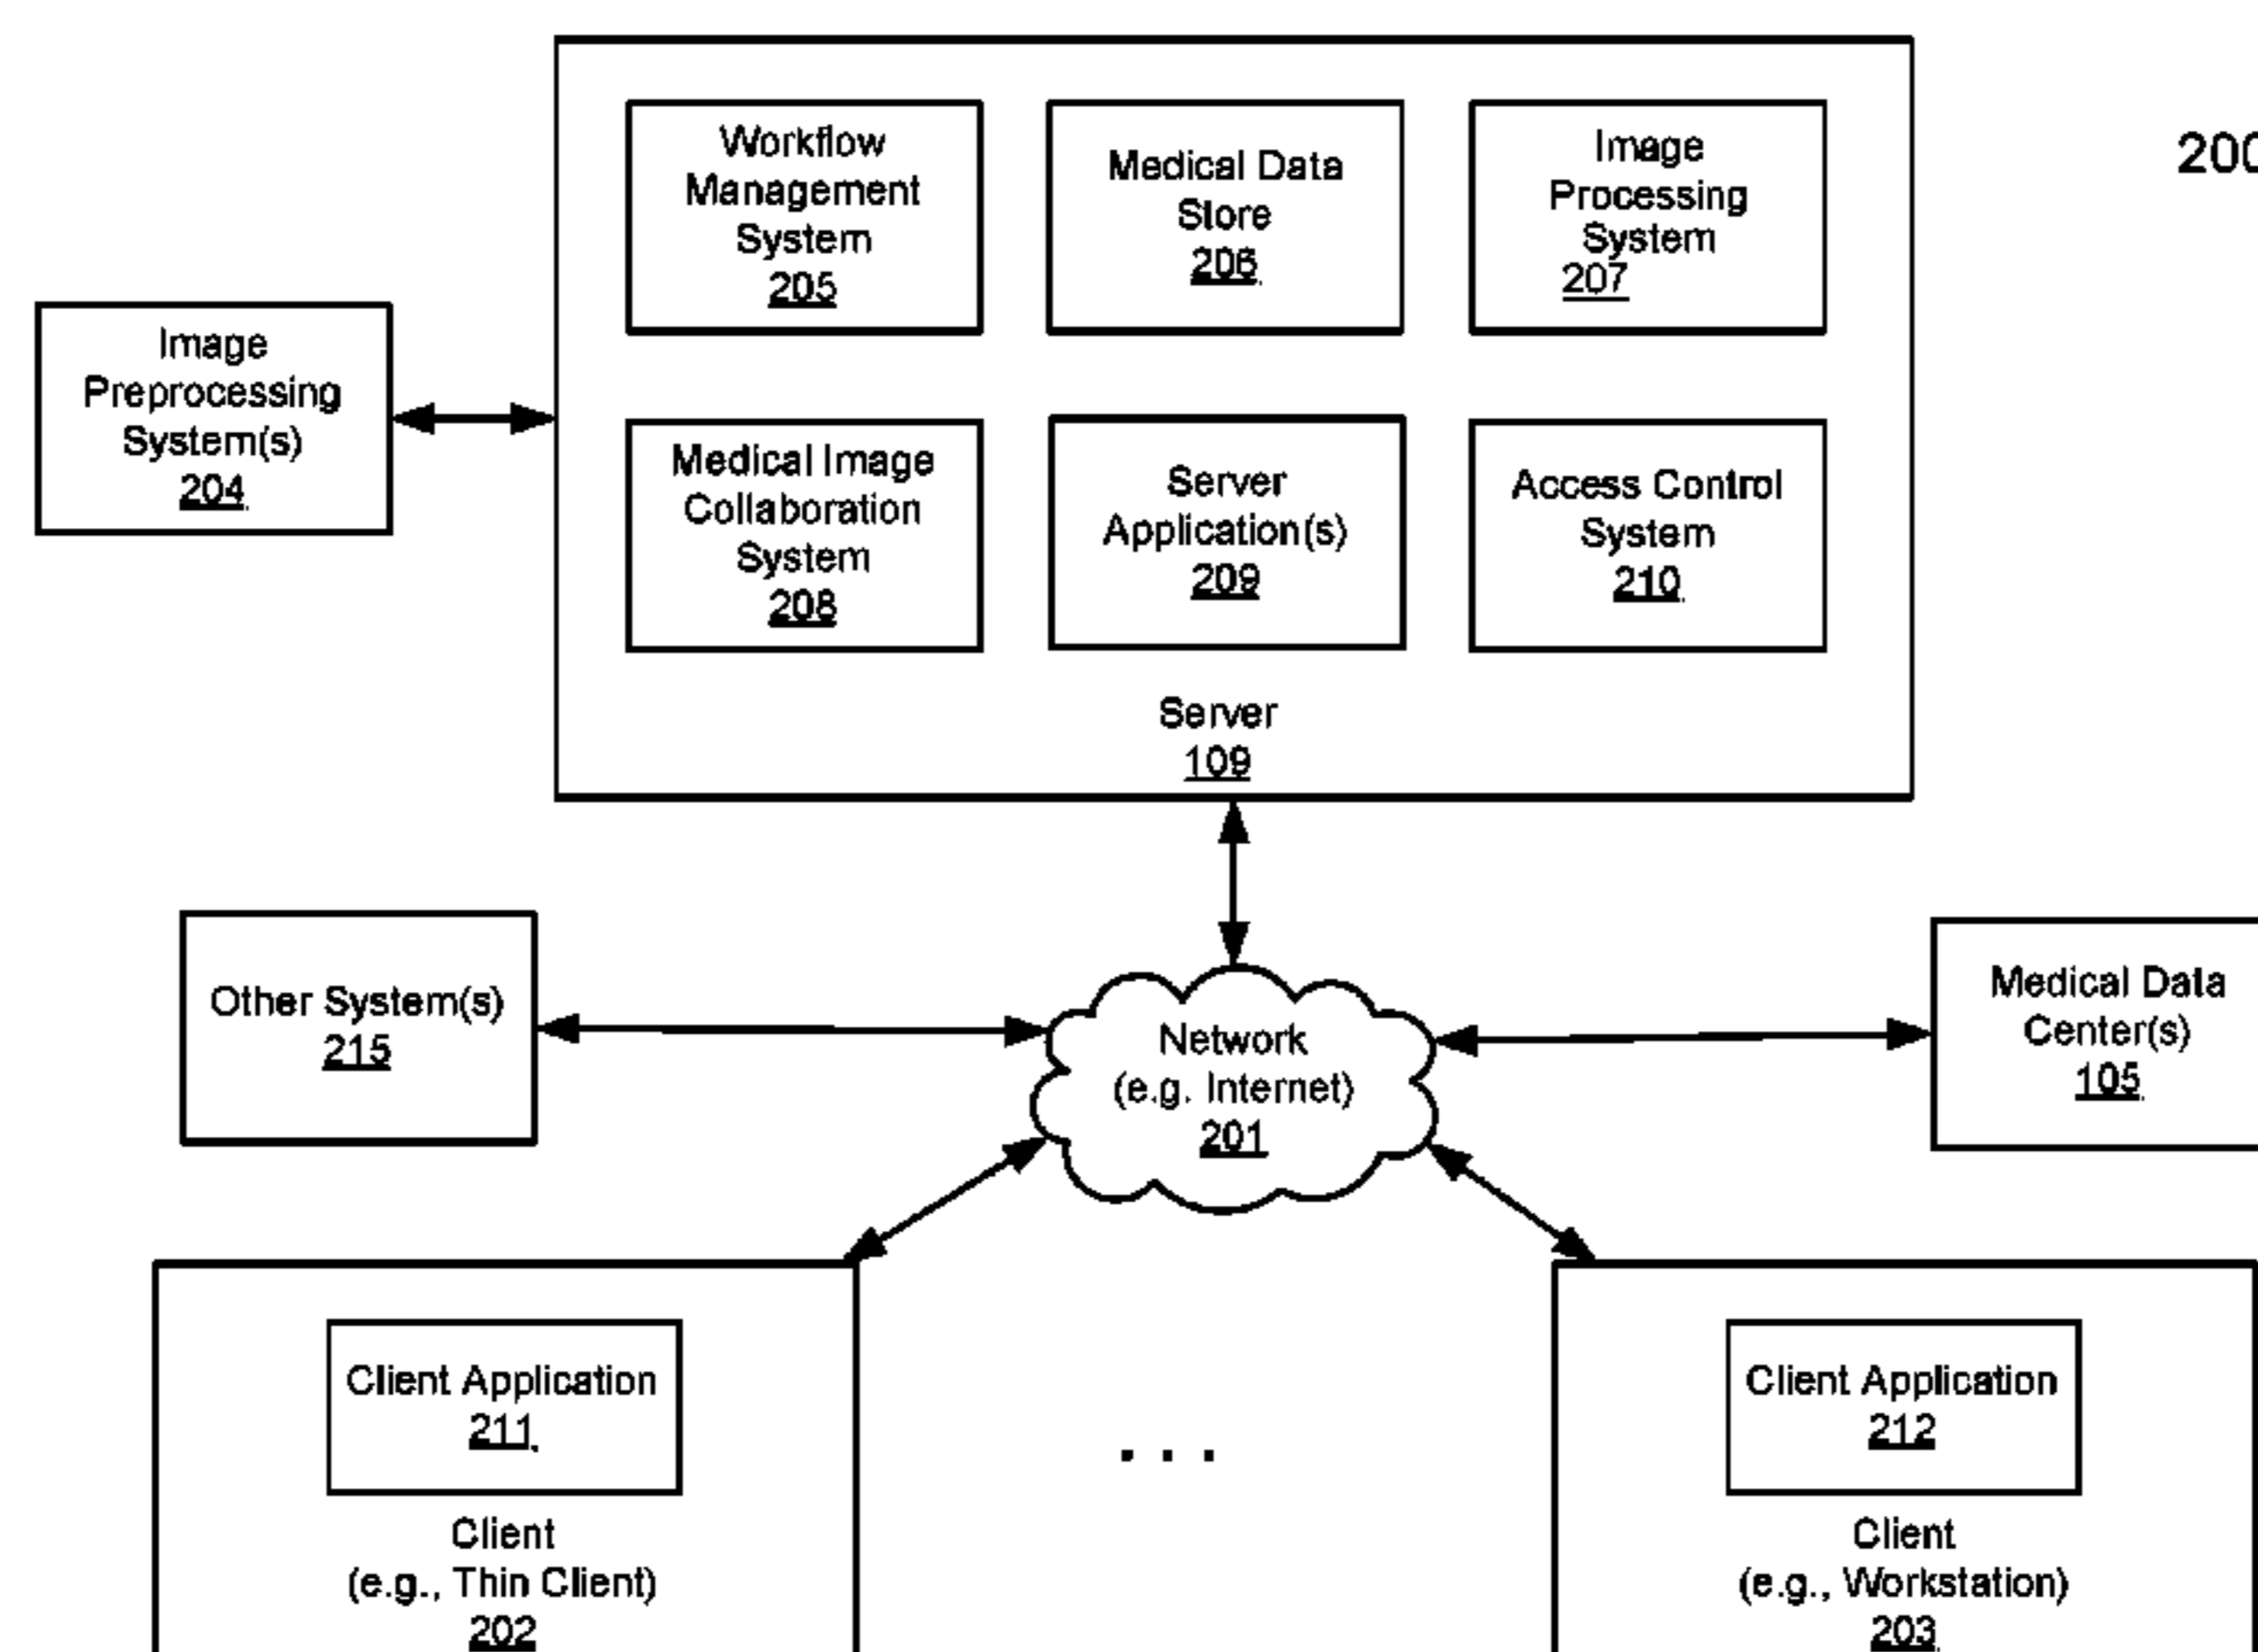 200
Workflow
Management
System
205
Medical Data
Store
206
Image
Processing
System
207
Image
Preprocessing
System(s)
204
Medical Image
Collaboration
System
208
Server
Application(s)
209
Access Control
System
210
Server
109
Other System(s)
215
Network
(e.g. Internet)
201
Medical Data
Center(s)
105
Client Application
211
Client
(e.g., Thin Client)
202
. . .
Client Application
212
Client
(e.g., Workstation)
203